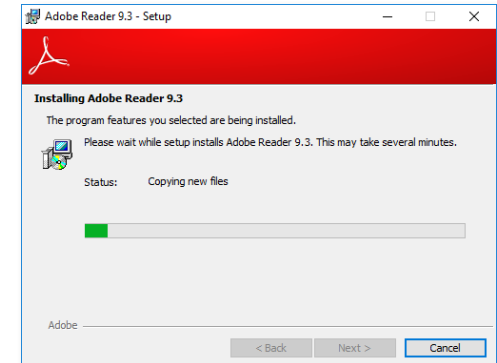 Adobe Reader 9.3 - Setup
Installing Adobe Reader 9.3
The program features you selected are being installed.
Please wait while setup installs Adobe Reader 9.3. This may take several minutes.
Status: Copying new files
Adobe
< Back Next > Cancel